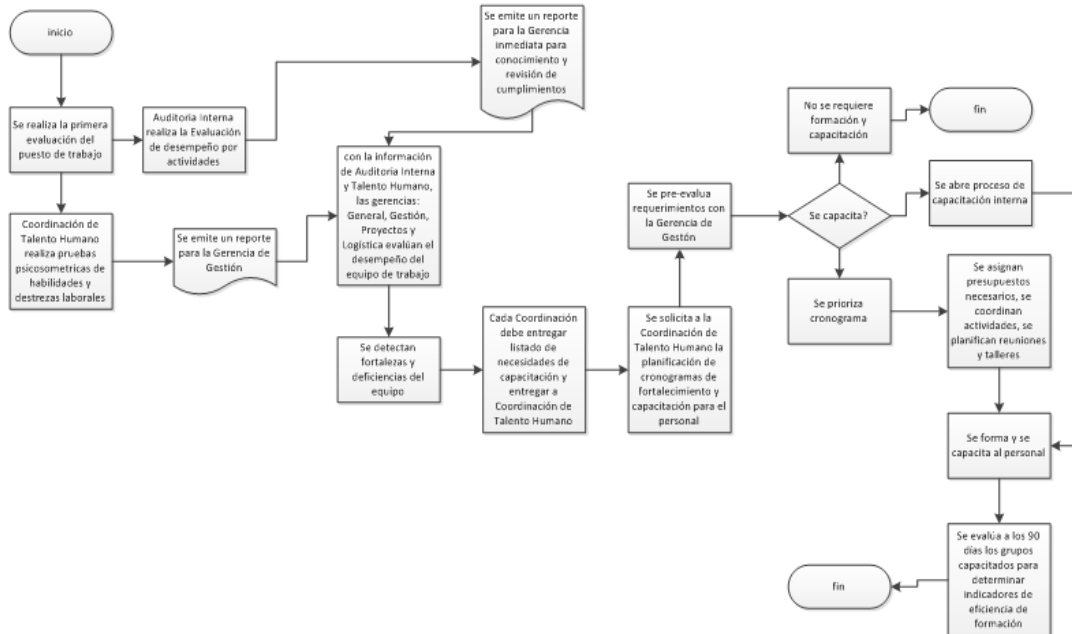 inicio
Se realiza la primera
evaluación del
puesto de trabajo
Auditoria Interna
realiza la Evaluación
de desempeño por
actividades
Se emite un reporte
para la Gerencia
inmediata para
conocimiento y
revisión de
cumplimientos
Coordinación de
Talento Humano
realiza pruebas
psicosometricas de
habilidades y
destrezas laborales
Se emite un reporte
para la Gerencia de
Gestión
con la información
de Auditoria Interna
y Talento Humano,
las gerencias:
General, Gestión,
Proyectos y
Logística evalúan el
desempeño del
equipo de trabajo
Se detectan
fortalezas y
deficiencias del
equipo
Cada Coordinación
debe entregar
listado de
necesidades de
capacitación y
entregar a
Coordinación de
Talento Humano
Se solicita a la
Coordinación de
Talento Humano la
planificación de
cronogramas de
fortalecimiento y
capacitación para el
personal
Se pre-evalua
requerimientos con
la Gerencia de
Gestón
Se capacita?
No se requiere
formación y
capacitación
fin
Se abre proceso de
capacitación interna
Se prioriza
cronograma
Se asignan
presupuestos
necesarios, se
coordinan
actividades, se
planifican reuniones
y talleres
Se forma y se
capacita al personal
Se evalúa a los 90
días los grupos
capacitados para
determinar
indicadores de
eficiencia de
formación
fin